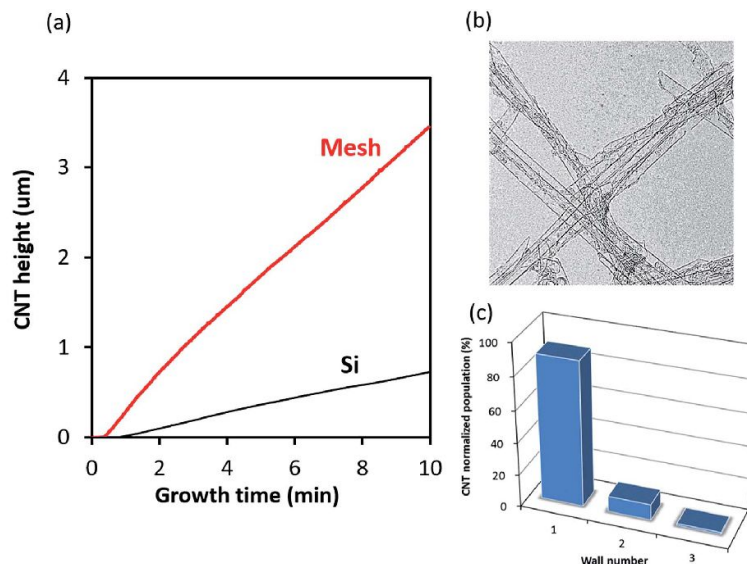 (a)
CNT height (um)
4
3
2
1
0
Mesh
Si
0 2 4 6 8 10
Growth time (min)
(b)
(c)
CNT normalized population (%)
100
80
60
40
20
0
1
2
3
Wall number